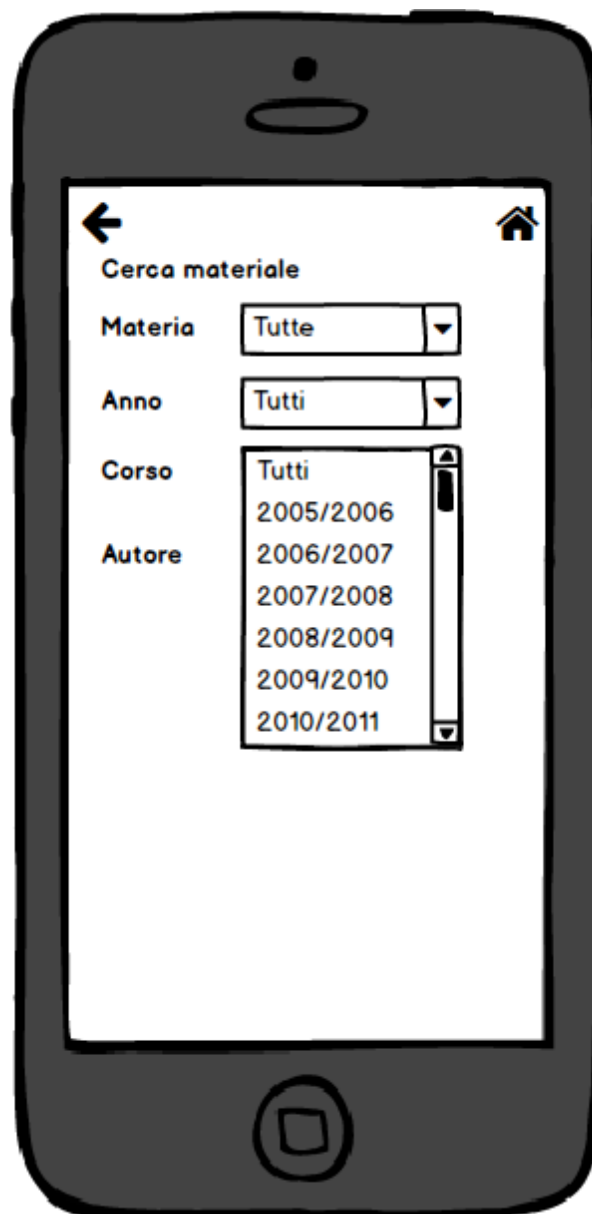 Cerca materiale
Materia Tutte
Anno Tutti
Corso Tutti
2005/2006
Autore 2006/2007
2007/2008
2008/2009
2009/2010
2010/2011